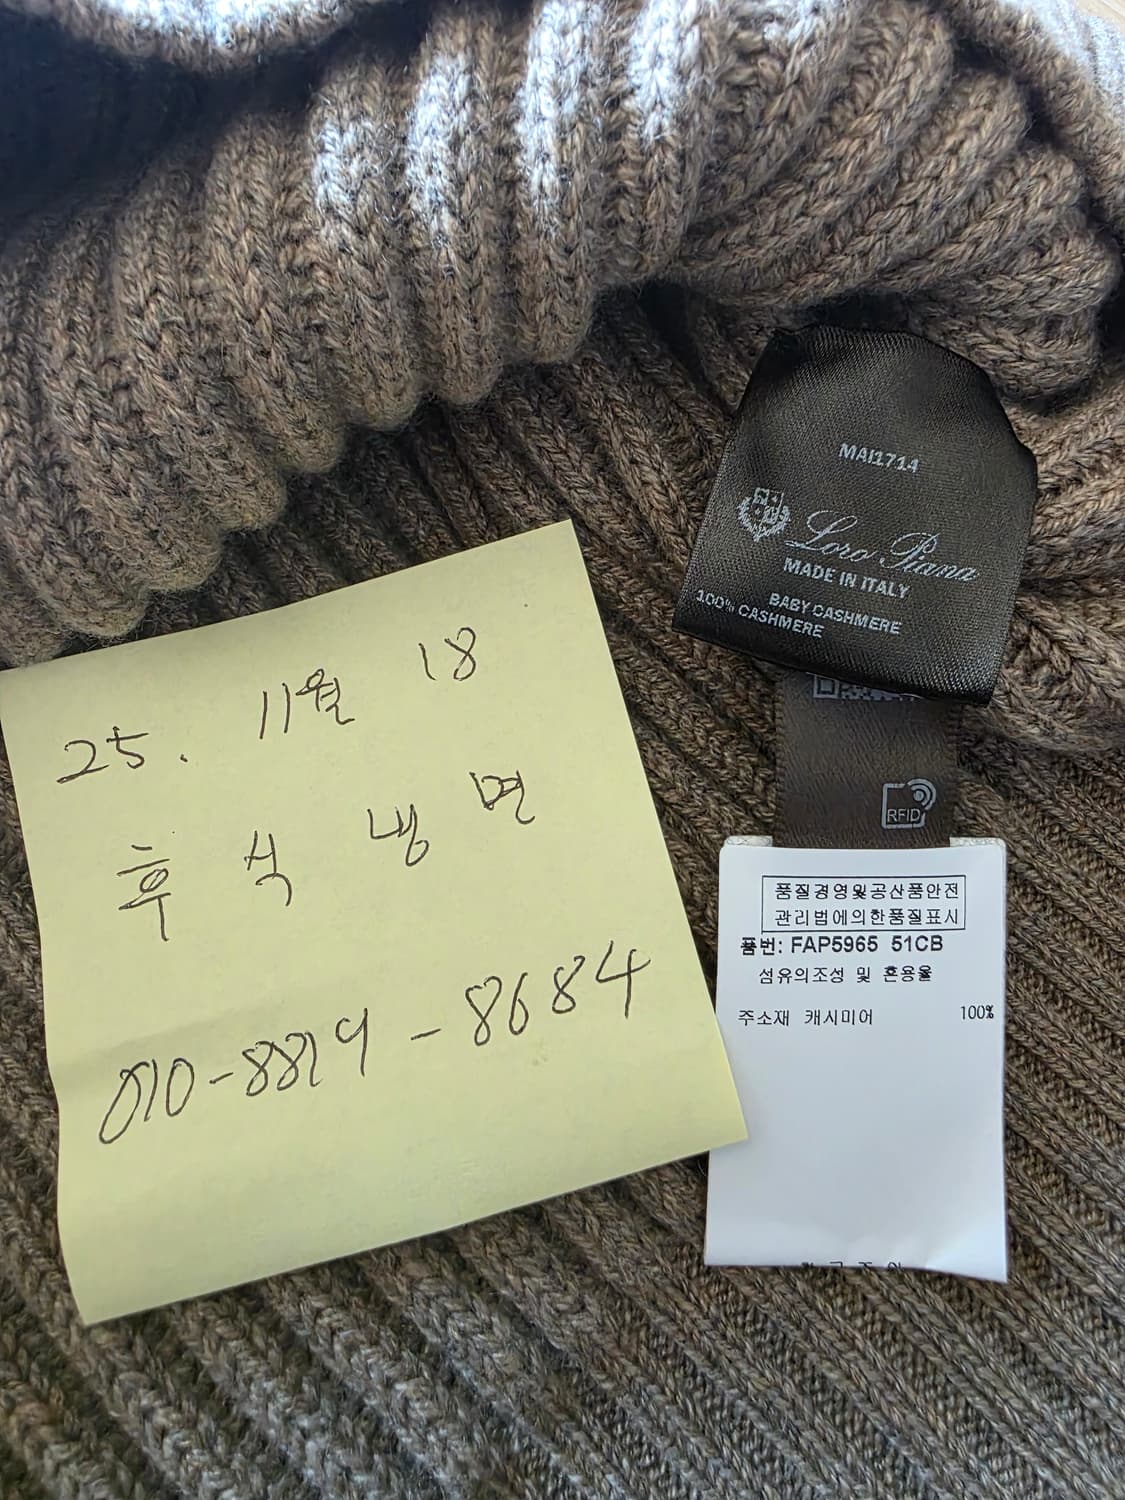 MAI1714
Loro Piana
MADE IN ITALY
BABY CASHMERE
100% CASHMERE
RFID
품질경영및공산품안전
관리법에의한품질표시
품번: FAP5965 51CB
섬유의조성 및 혼용율
주소재 캐시미어 100%
25. 11월 18
후석냉면
010-8819-8684